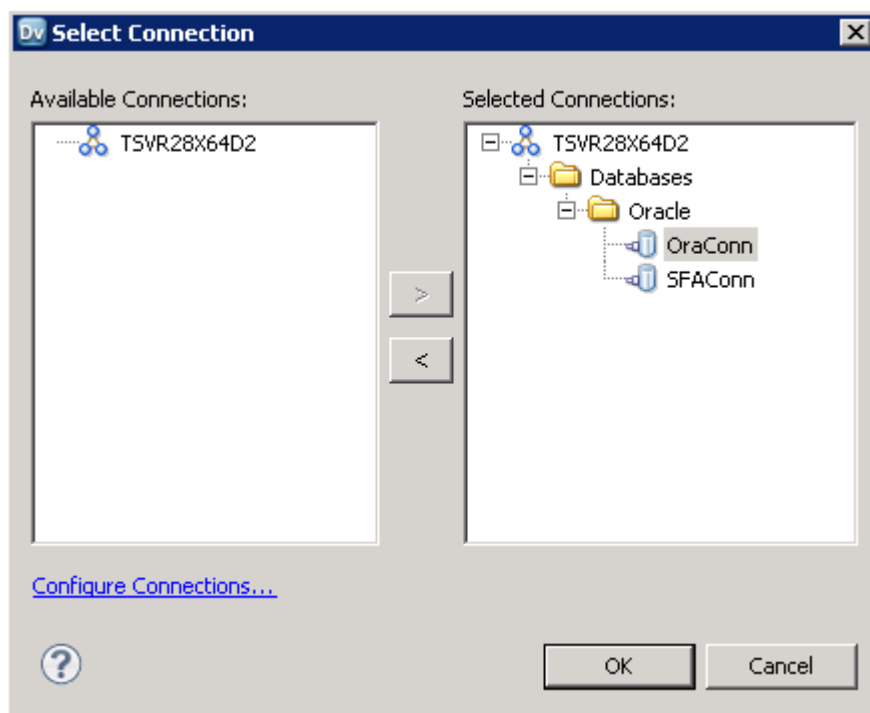 Dv Select Connection
Available Connections:
TSVR28X64D2
Selected Connections:
TSVR28X64D2
Databases
Oracle
OraConn
SFAConn
>
<
Configure Connections...
?
OK
Cancel